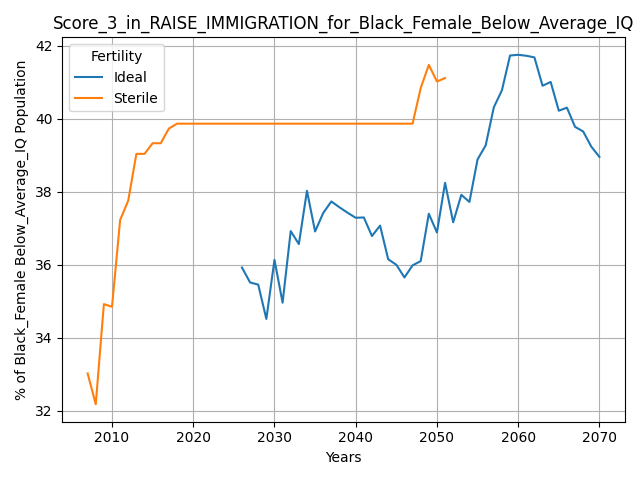 Score_3_in_RAISE_IMMIGRATION_for_Black_Female_Below_Average_IQ
Fertility
Ideal
Sterile
% of Black_Female Below_Average_IQ Population
42
40
38
36
34
32
2010
2020
2030
2040
2050
2060
2070
Years